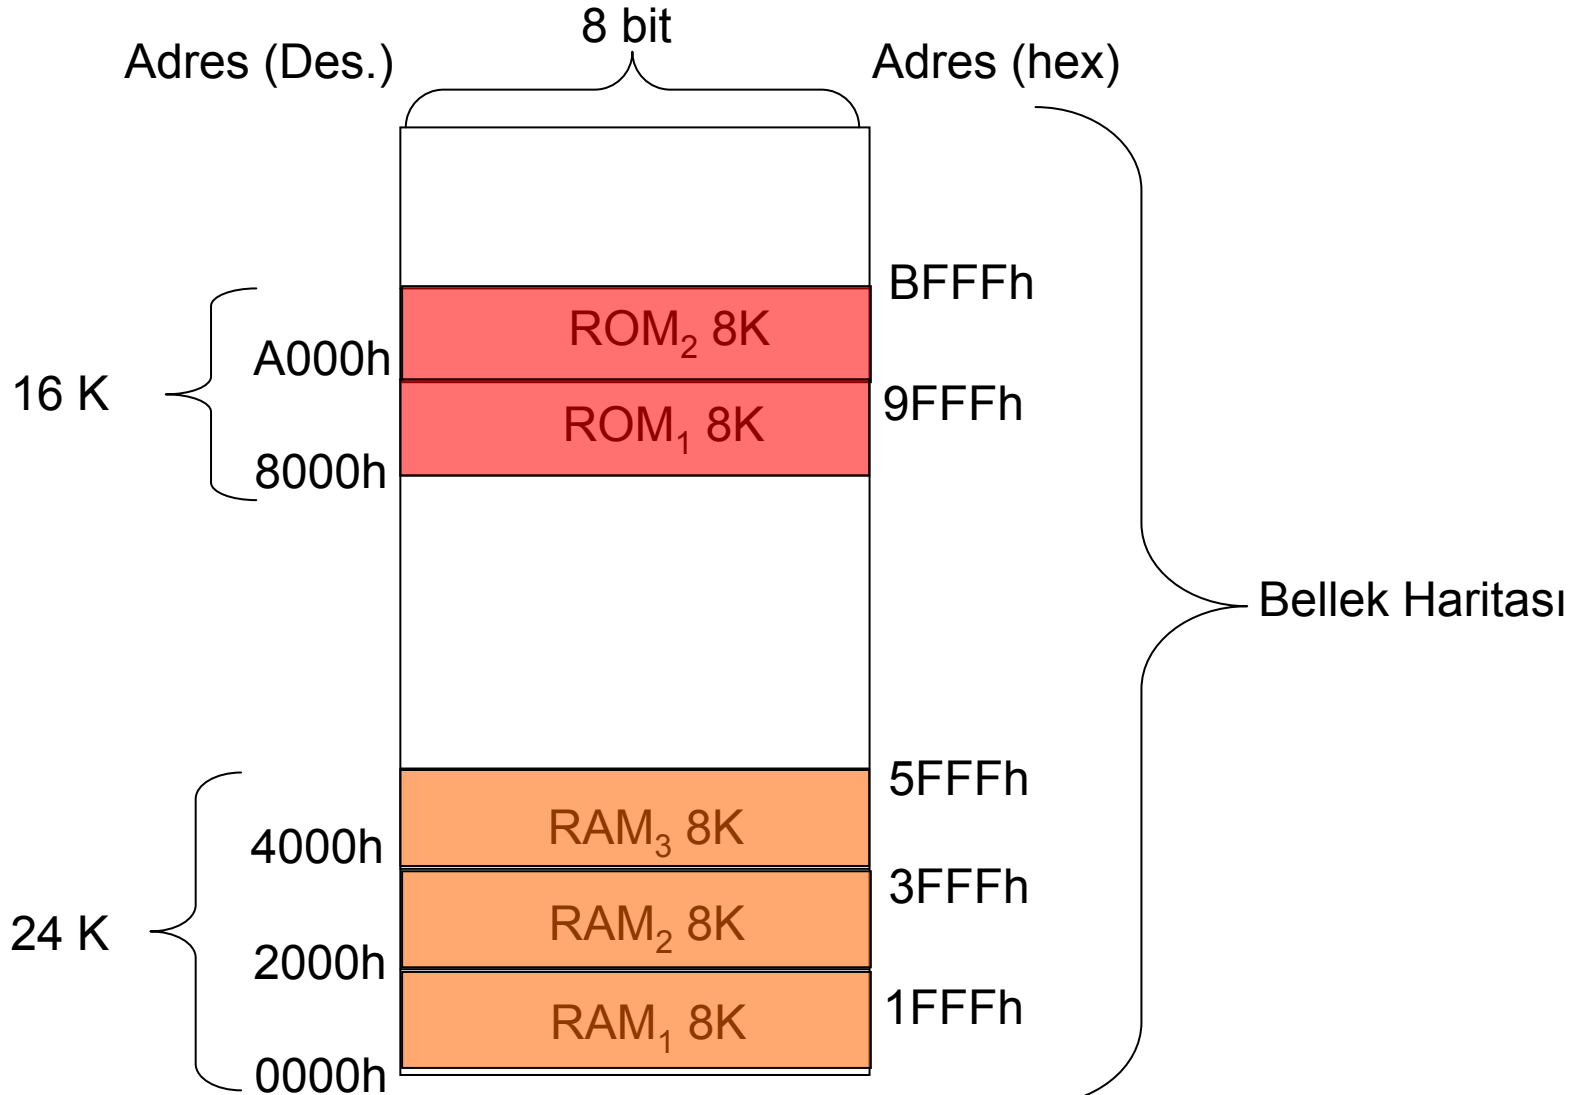 8 bit
Adres (Des.)
Adres (hex)
BFFFh
ROM₂ 8K
A000h
16 K
9FFFh
ROM₁ 8K
8000h
Bellek Haritası
5FFFh
RAM₃ 8K
4000h
3FFFh
24 K
RAM₂ 8K
2000h
1FFFh
RAM₁ 8K
0000h